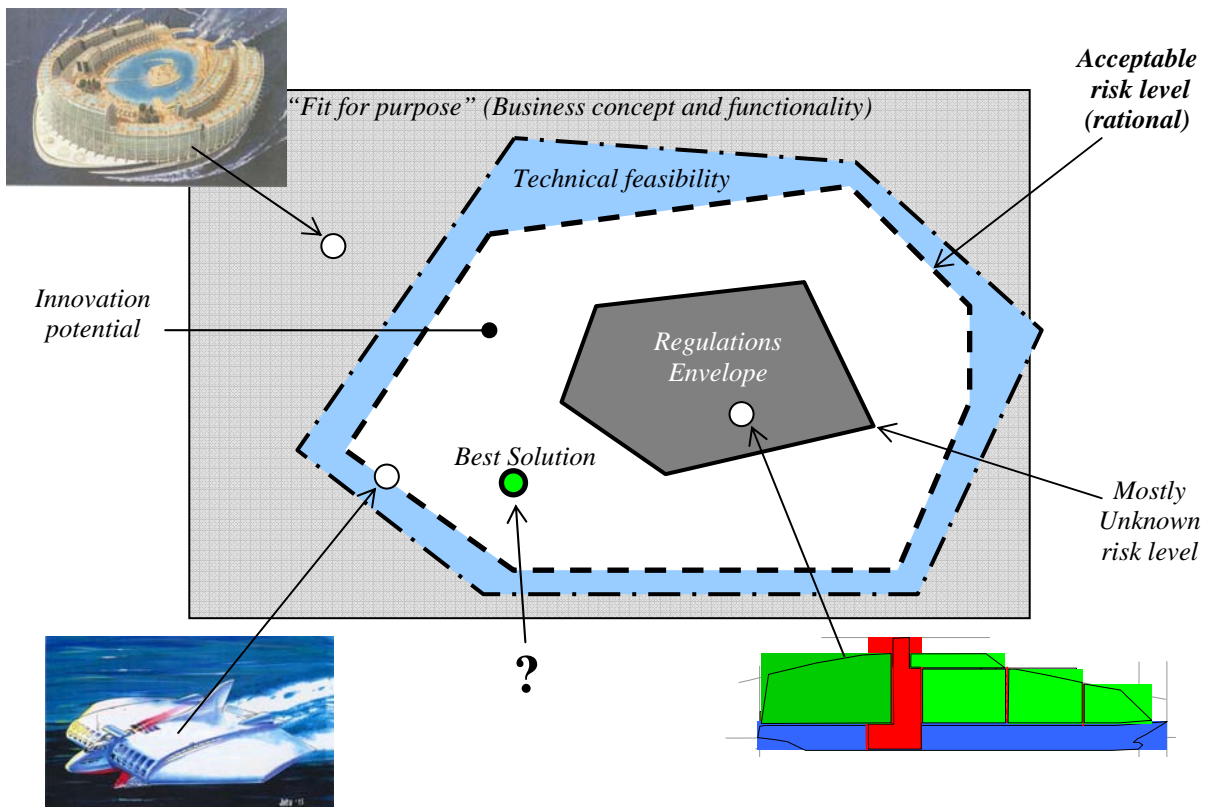 “Fit for purpose” (Business concept and functionality)
Acceptable
risk level
(rational)
Technical feasibility
Innovation
potential
Regulations
Envelope
Best Solution
Mostly
Unknown
risk level
?